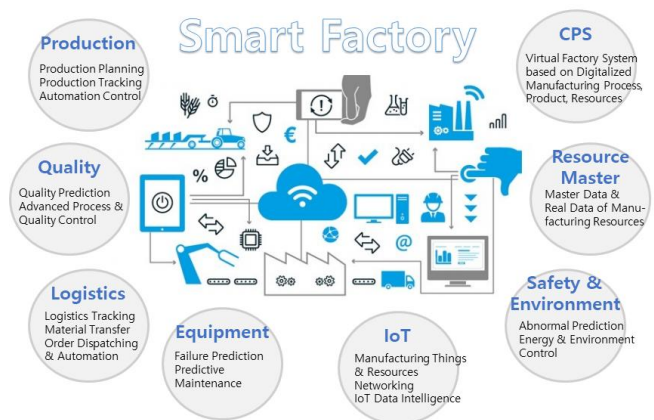 Smart Factory
Production
Production Planning
Production Tracking
Automation Control
CPS
Virtual Factory System
based on Digitalized
Manufacturing Process,
Product, Resources
Quality
Quality Prediction
Advanced Process &
Quality Control
€
%
@
Resource
Master
Master Data &
Real Data of Manu-
facturing Resources
Logistics
Logistics Tracking
Material Transfer
Order Dispatching
& Automation
Equipment
Failure Prediction
Predictive
Maintenance
IoT
Manufacturing Things
& Resources
Networking
IoT Data Intelligence
Safety &
Environment
Abnormal Prediction
Energy & Environment
Control